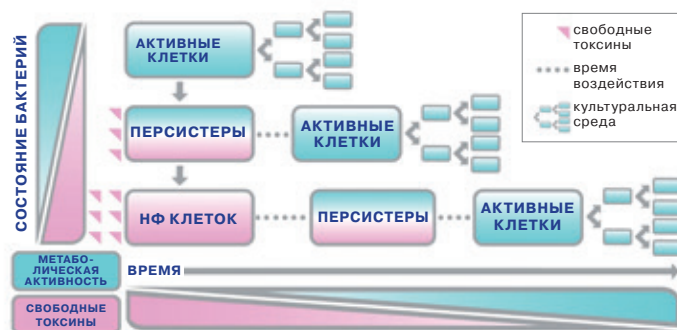 СОСТОЯНИЕ БАКТЕРИЙ
АКТИВНЫЕ
КЛЕТКИ
свободные
токсины
время
воздействия
культуральная
среда
ПЕРСИСТЕРЫ
АКТИВНЫЕ
КЛЕТКИ
НФ КЛЕТОК
ПЕРСИСТЕРЫ
АКТИВНЫЕ
КЛЕТКИ
МЕТАБО-
ЛИЧЕСКАЯ
АКТИВНОСТЬ
ВРЕМЯ
СВОБОДНЫЕ
ТОКСИНЫ